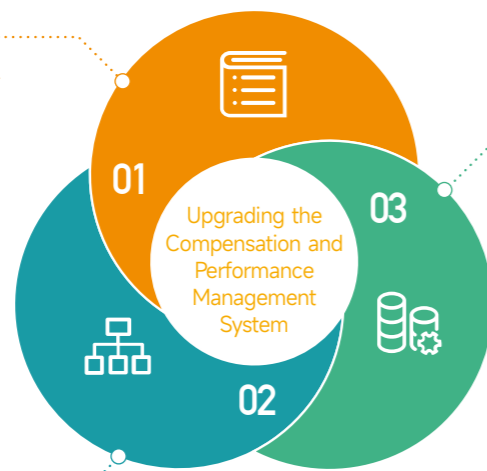 01
03
Upgrading the
Compensation and
Performance
Management
System
02